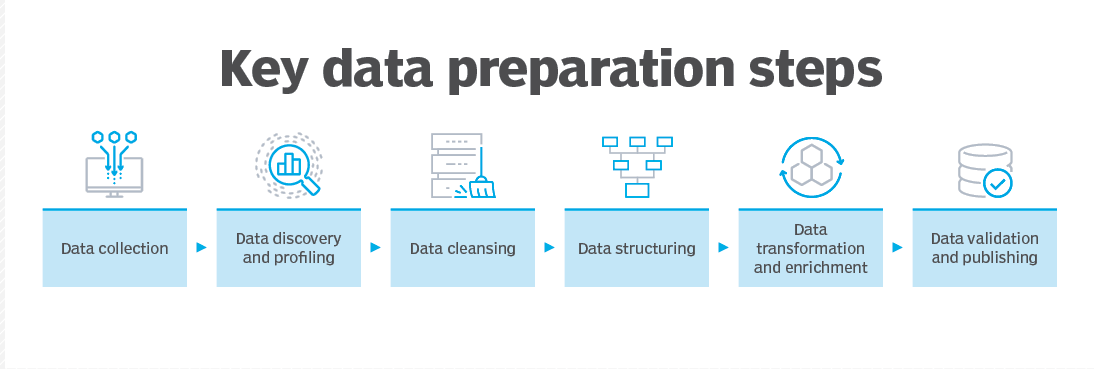 Key data preparation steps
Data collection
Data discovery
and profiling
Data cleansing
Data structuring
Data
transformation
and enrichment
Data validation
and publishing